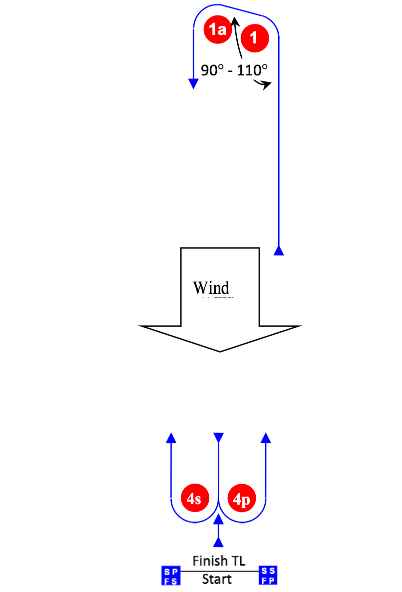 1a
1
90° - 110°
Wind
4s
4p
Finish TL
S P
F S
S S
F P
Start